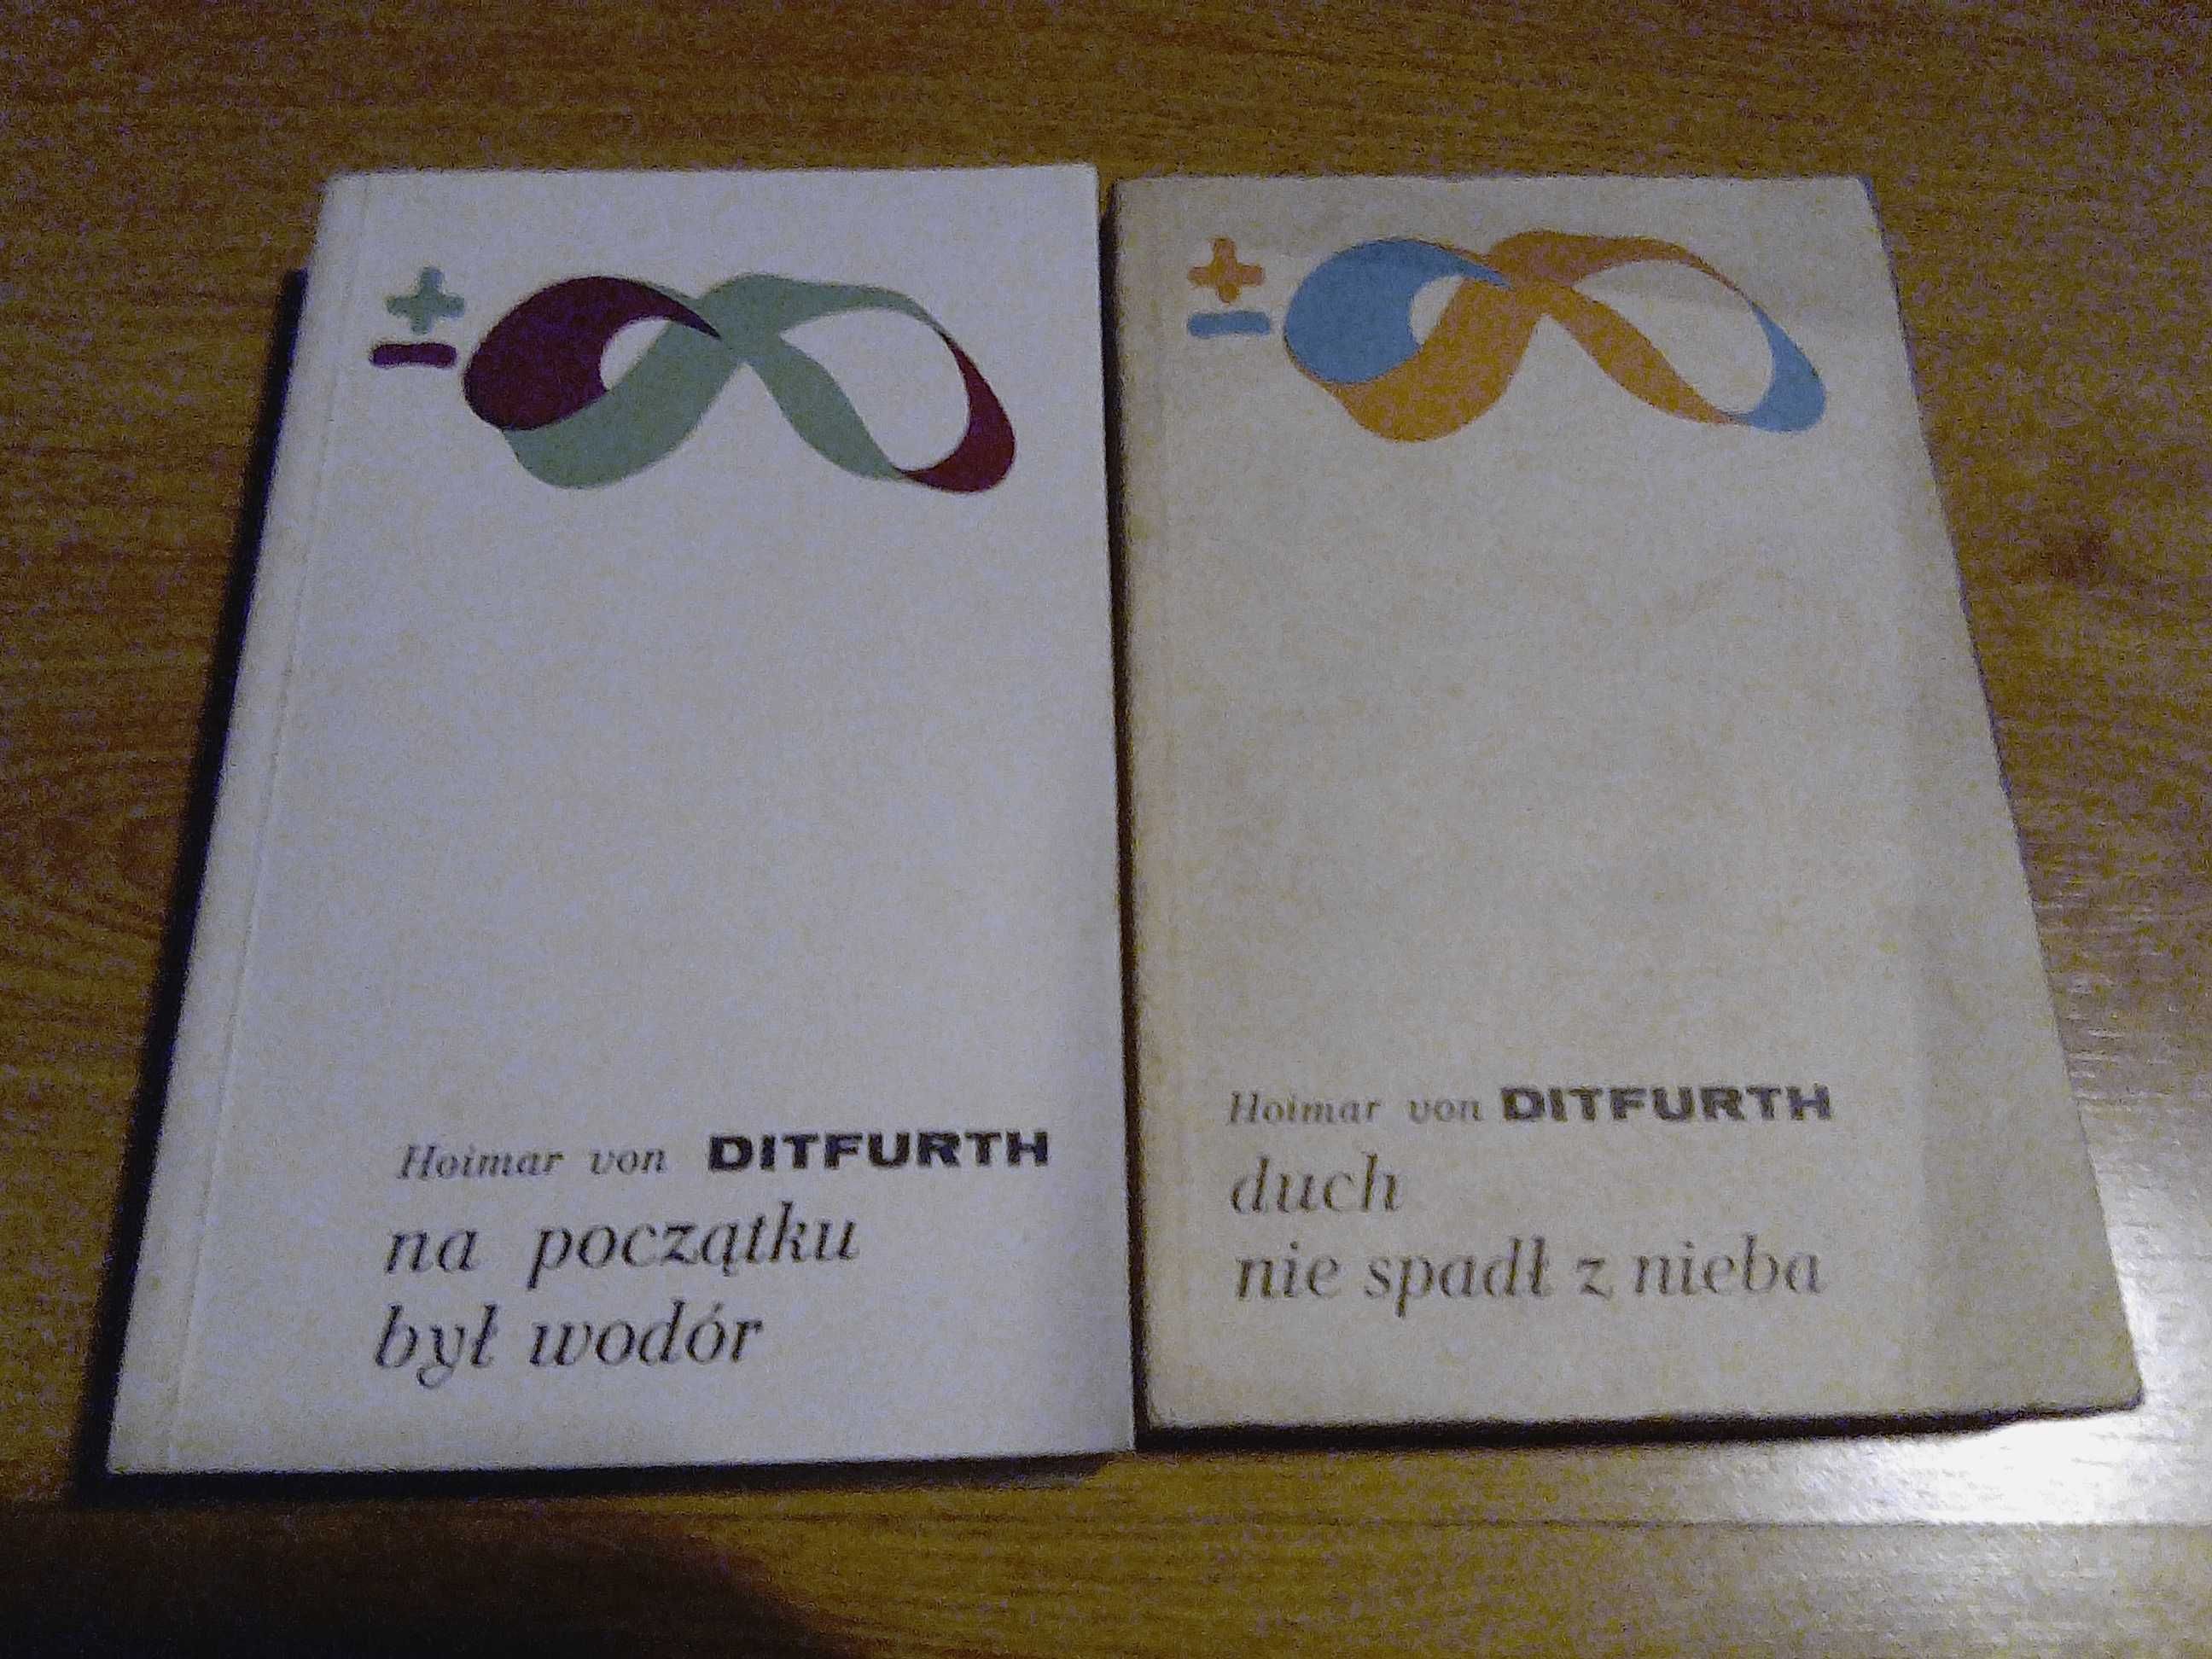 ±∞
Hoimar von DITFURTH
na początku
był wodór
±∞
Hoimar von DITFURTH
duch
nie spadł z nieba